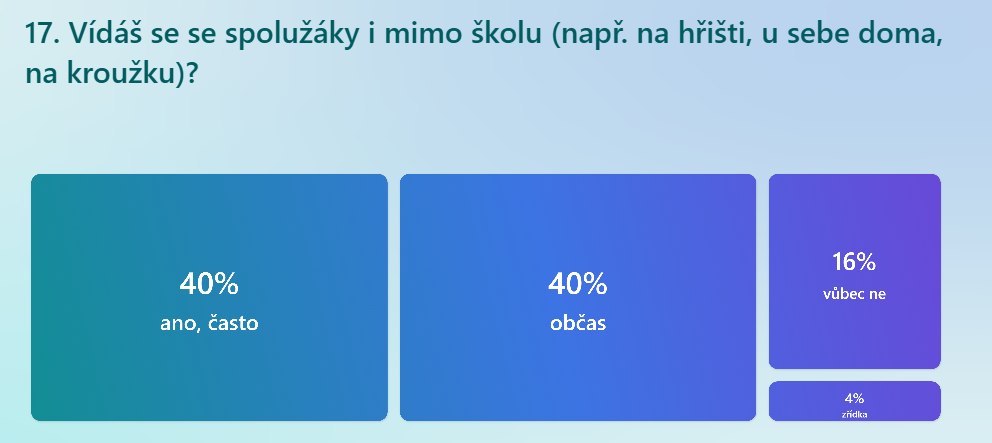 17. Vídáš se se spolužáky i mimo školu (např. na hřišti, u sebe doma,
na kroužku)?
40%
ano, často
40%
občas
16%
vůbec ne
4%
zřídka